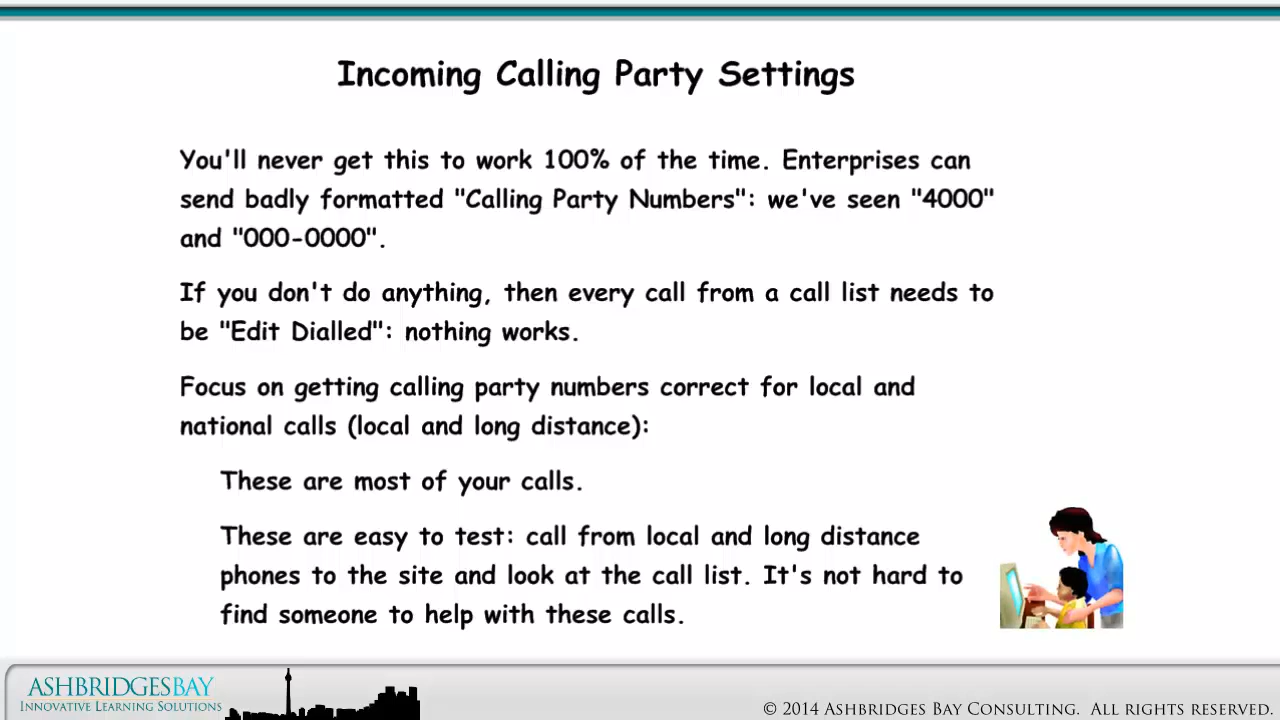 Incoming Calling Party Settings
You'll never get this to work 100% of the time. Enterprises can
send badly formatted "Calling Party Numbers": we've seen "4000"
and "000-0000".
If you don't do anything, then every call from a call list needs to
be "Edit Dialled": nothing works.
Focus on getting calling party numbers correct for local and
national calls (local and long distance):
These are most of your calls.
These are easy to test: call from local and long distance
phones to the site and look at the call list. It's not hard to
find someone to help with these calls.
ASHBRIDGESBAY
INNOVATIVE LEARNING SOLUTIONS
© 2014 ASHBRIDGES BAY CONSULTING. ALL RIGHTS RESERVED.